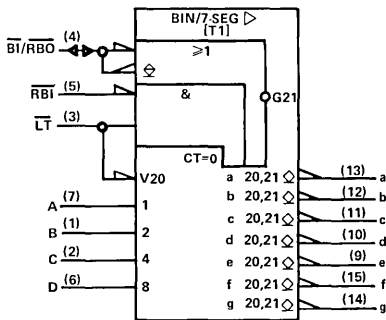 BIN/7-SEG ▷
[T1]
(4)
BI/RBO
≥1
(5)
RBI
&
G21
(3)
LT
CT=0
V20
(7)
A 1
(1)
B 2
(2)
C 4
(6)
D 8
a 20,21 (13) a
b 20,21 (12) b
c 20,21 (11) c
d 20,21 (10) d
e 20,21 (9) e
f 20,21 (15) f
g 20,21 (14) g